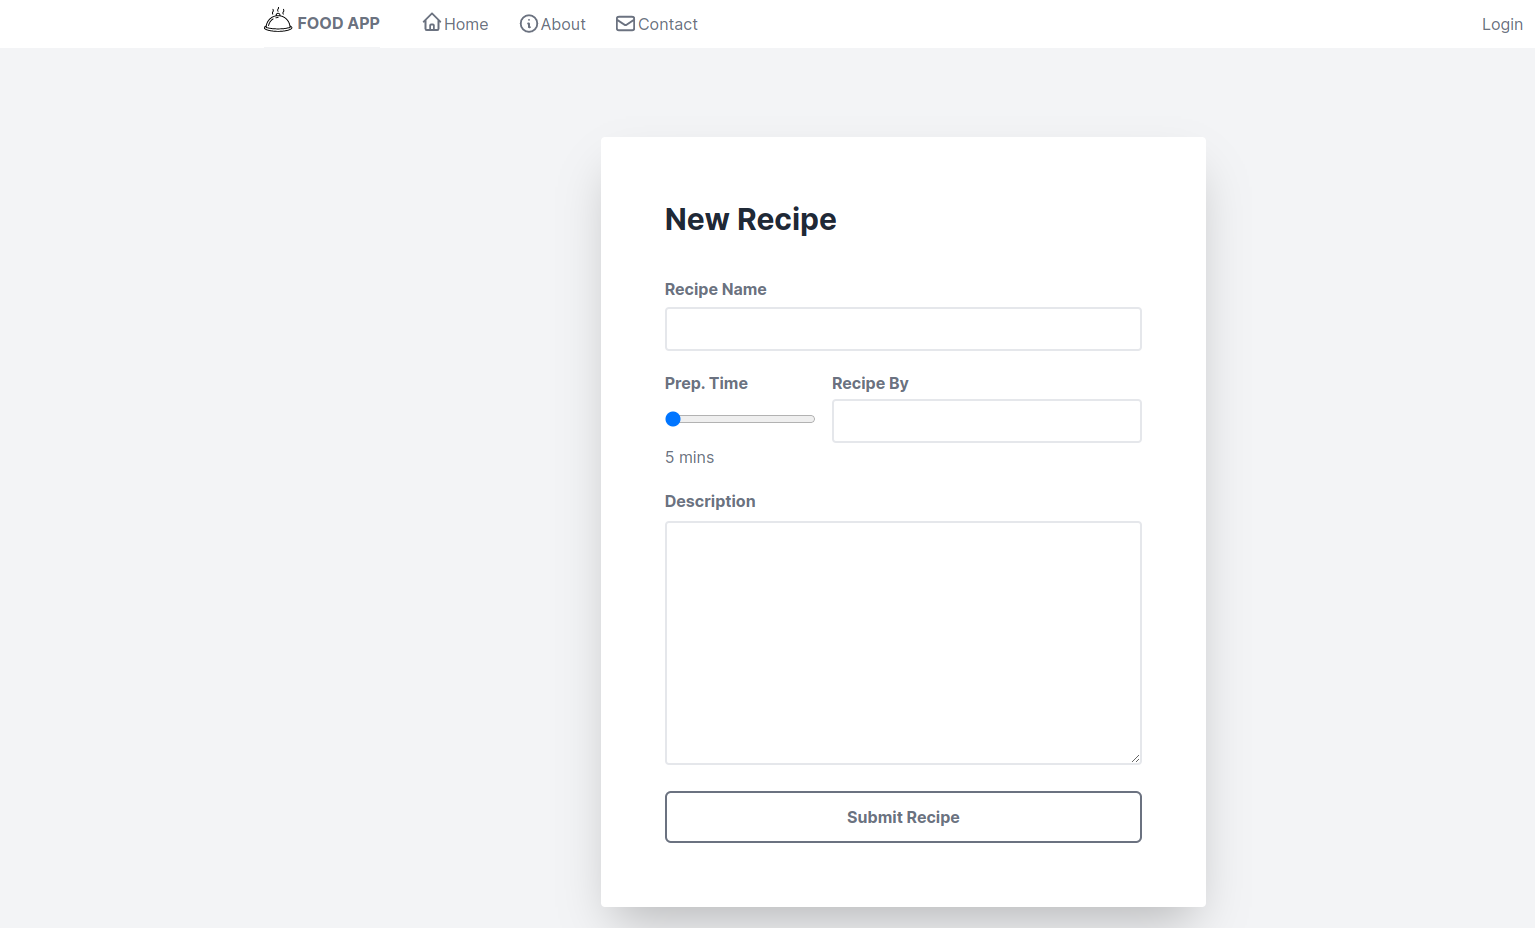 FOOD APP Home About Contact Login
New Recipe
Recipe Name
Prep. Time Recipe By
5 mins
Description
Submit Recipe